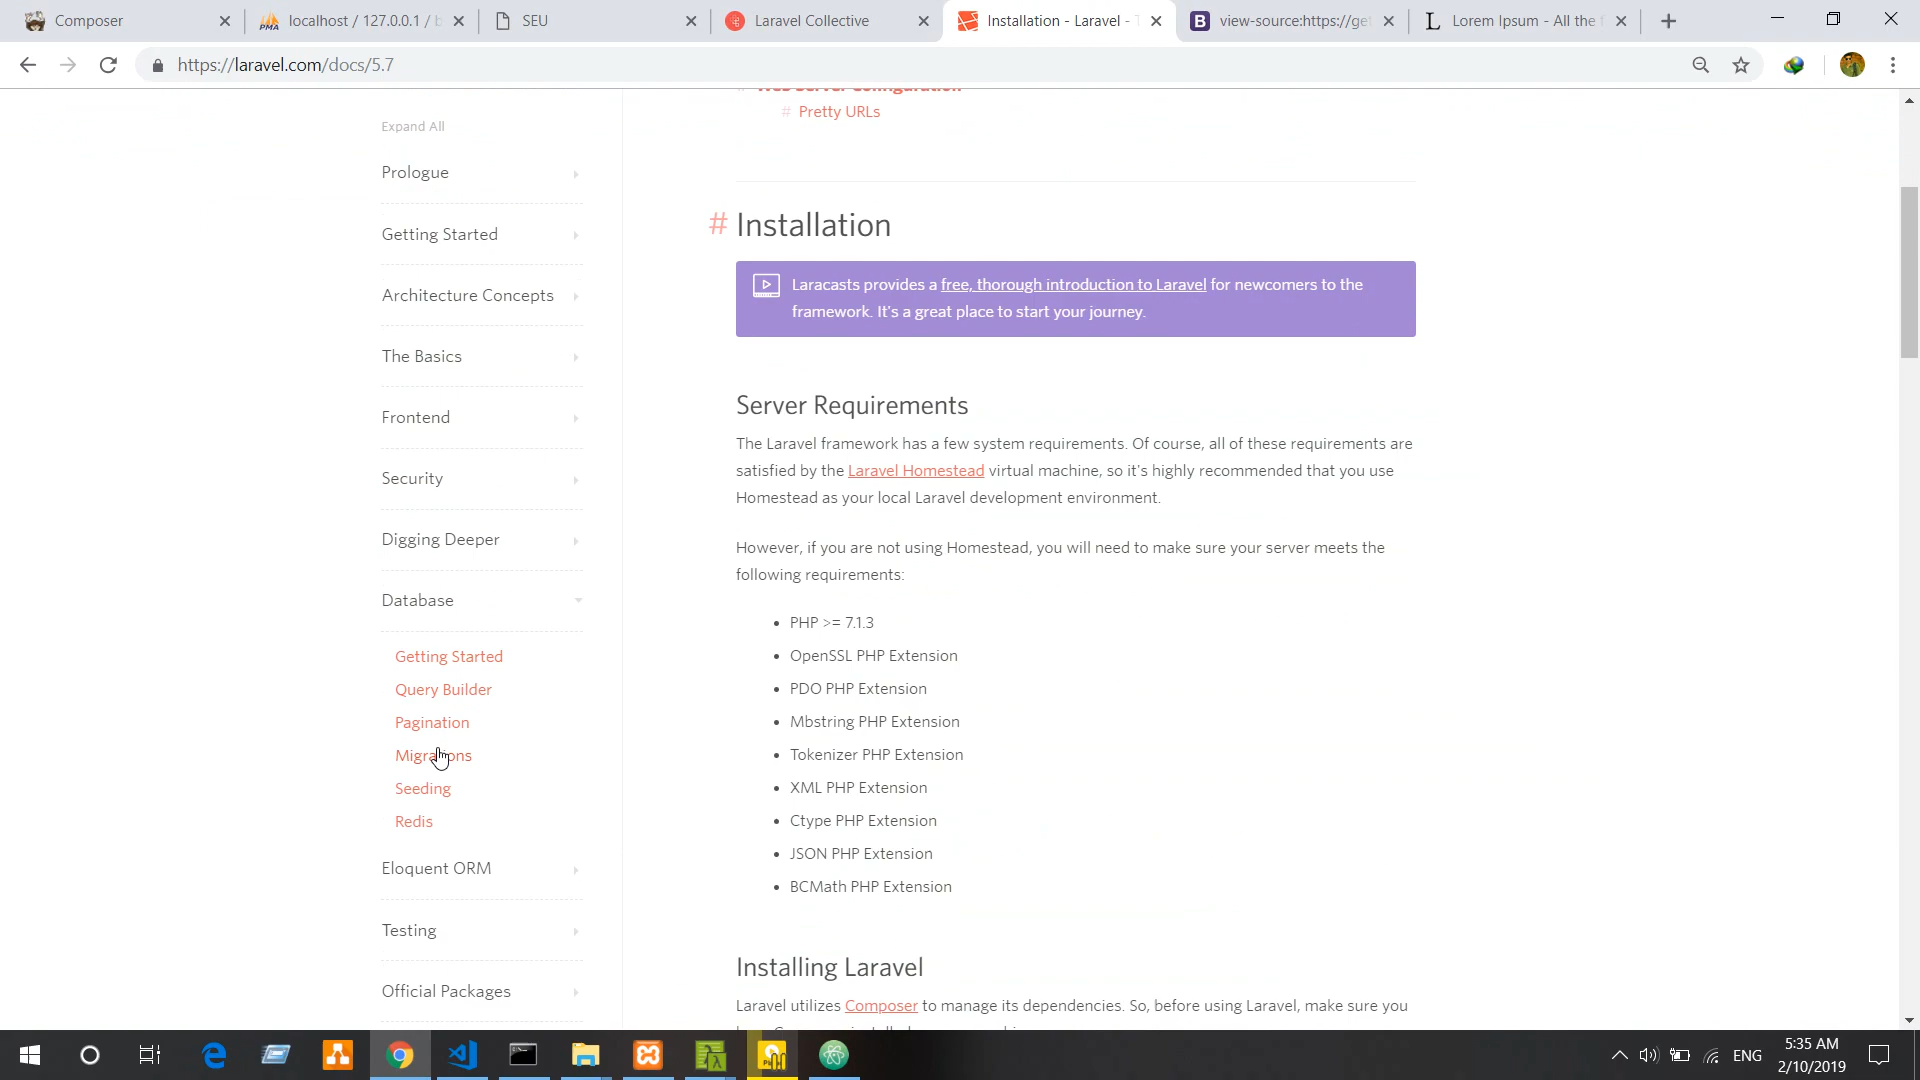 Composer
localhost / 127.0.0.1 / b
SEU
Laravel Collective
Installation - Laravel - T
view-source:https://get
Lorem Ipsum - All the f
https://laravel.com/docs/5.7
Expand All
Prologue
Getting Started
Architecture Concepts
The Basics
Frontend
Security
Digging Deeper
Database
Getting Started
Query Builder
Pagination
Migrations
Seeding
Redis
Eloquent ORM
Testing
Official Packages
# Web Server Configuration
# Pretty URLs
# Installation
Laracasts provides a free, thorough introduction to Laravel for newcomers to the
framework. It's a great place to start your journey.
Server Requirements
The Laravel framework has a few system requirements. Of course, all of these requirements are
satisfied by the Laravel Homestead virtual machine, so it's highly recommended that you use
Homestead as your local Laravel development environment.
However, if you are not using Homestead, you will need to make sure your server meets the
following requirements:
• PHP >= 7.1.3
• OpenSSL PHP Extension
• PDO PHP Extension
• Mbstring PHP Extension
• Tokenizer PHP Extension
• XML PHP Extension
• Ctype PHP Extension
• JSON PHP Extension
• BCMath PHP Extension
Installing Laravel
Laravel utilizes Composer to manage its dependencies. So, before using Laravel, make sure you
ENG
5:35 AM
2/10/2019